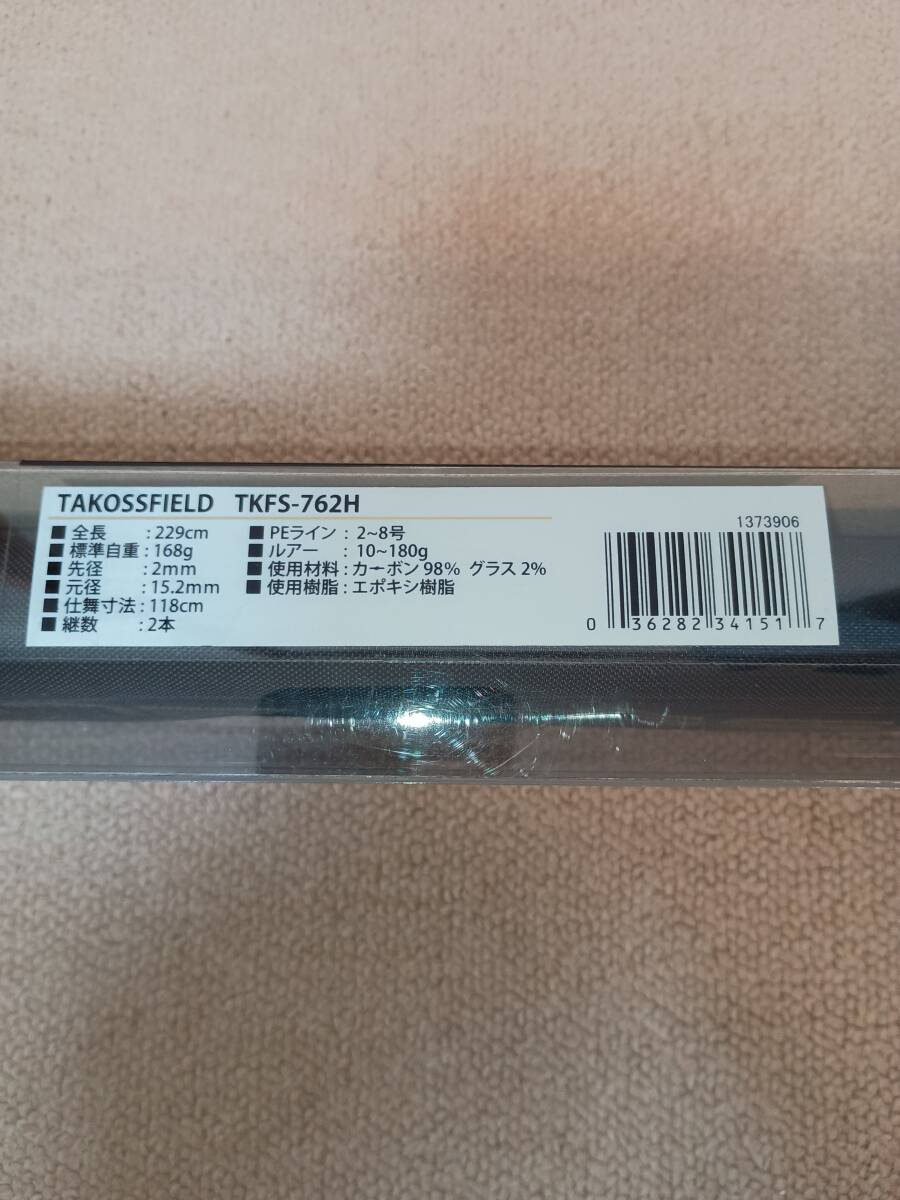 TAKOSSFIELD TKFS-762H
■ 全長 : 229cm
■ 標準自重 : 168g
■ 先径 : 2mm
■ 元径 : 15.2mm
■ 仕舞寸法 : 118cm
■ 継数 : 2本
■ PEライン : 2~8号
■ ルアー : 10~180g
■ 使用材料 : カーボン 98% グラス 2%
■ 使用樹脂 : エポキシ樹脂
1373906
0 36282 34151 7